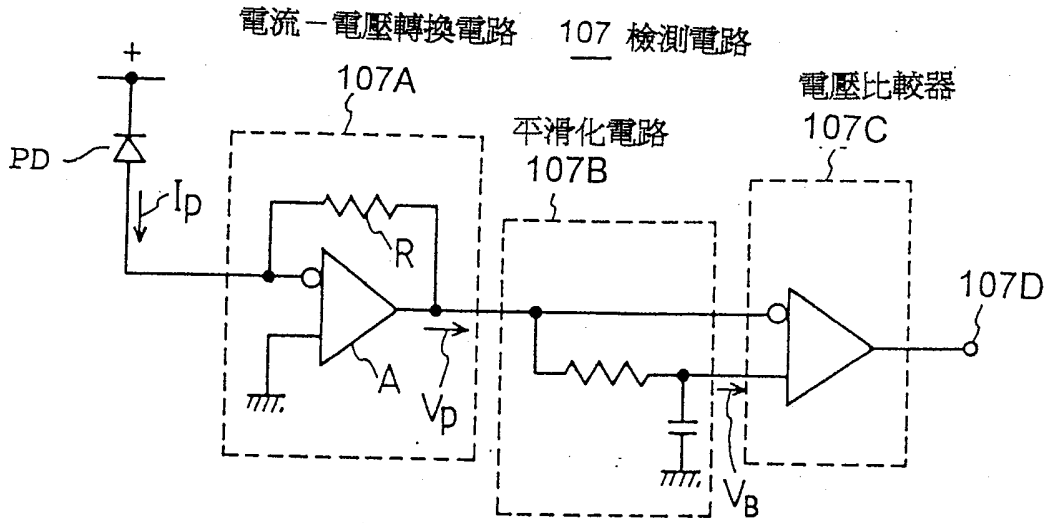 電流－電壓轉換電路 107 檢測電路
+
107A
電壓比較器
107C
平滑化電路
107B
PD
Ip
R
107D
A
Vp
VB